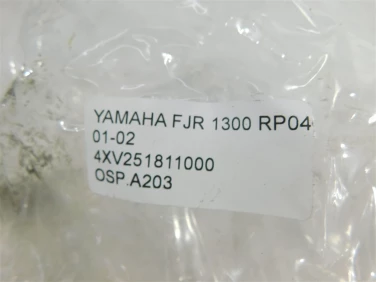 YAMAHA FJR 1300 RP04
01-02
4XV251811000
OSP.A203